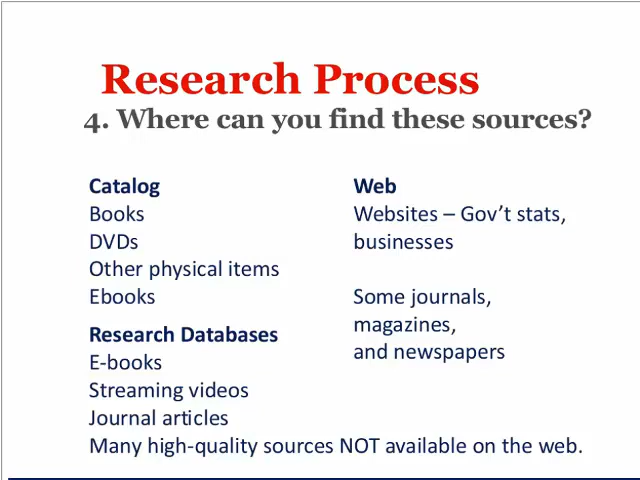 Research Process
4. Where can you find these sources?
Catalog
Books
DVDs
Other physical items
Ebooks
Research Databases
E-books
Streaming videos
Journal articles
Many high-quality sources NOT available on the web.
Web
Websites – Gov't stats,
businesses
Some journals,
magazines,
and newspapers